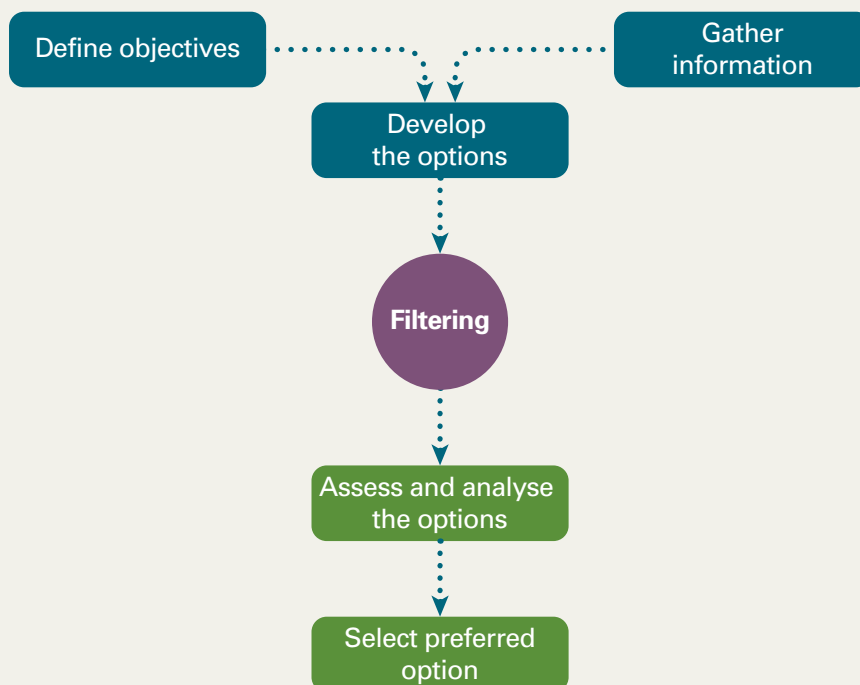 Define objectives
Gather
information
Develop
the options
Filtering
Assess and analyse
the options
Select preferred
option